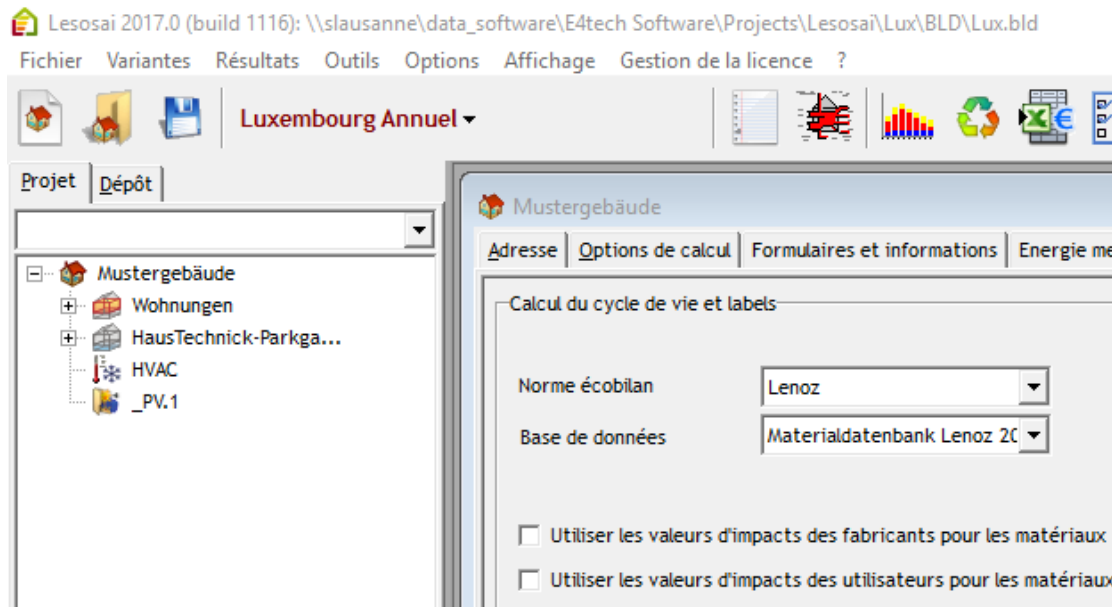 Lesosai 2017.0 (build 1116): \\slausanne\data_software\E4tech Software\Projects\Lesosai\Lux\BLD\Lux.bld
Fichier Variantes Résultats Outils Options Affichage Gestion de la licence ?
Luxembourg Annuel
Projet Dépôt
Mustergebäude
Wohnungen
HausTechnick-Parkga...
HVAC
_PV.1
Mustergebäude
Adresse Options de calcul Formulaires et informations Energie me
Calcul du cycle de vie et labels
Norme écobilan Lenoz
Base de données Materialdatenbank Lenoz 20
Utiliser les valeurs d'impacts des fabricants pour les matériaux
Utiliser les valeurs d'impacts des utilisateurs pour les matériaux